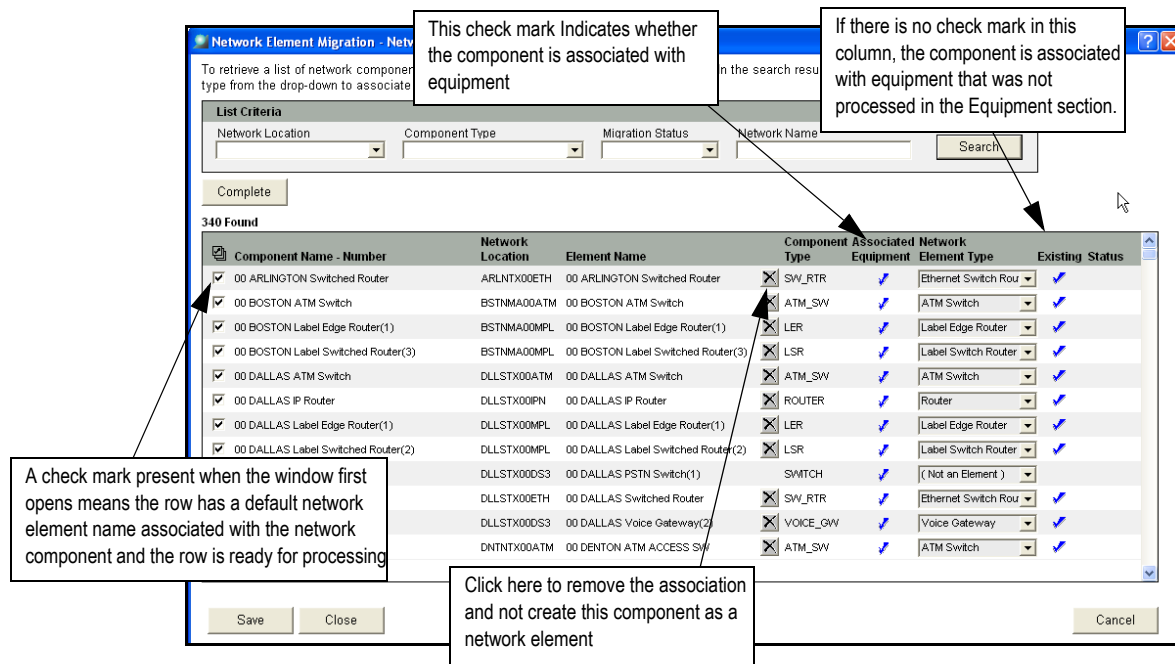 This check mark Indicates whether
the component is associated with
equipment
If there is no check mark in this
column, the component is associated
with equipment that was not
processed in the Equipment section.
Network Element Migration - Netw
To retrieve a list of network componen
in the search resu
type from the drop-down to associate
List Criteria
Network Location
Component Type
Migration Status
Network Name
Search
Complete
340 Found
Component Name - Number
Network Location
Element Name
Component Type
Associated Equipment
Network Element Type
Existing Status
00 ARLINGTON Switched Router ARLNTX00ETH 00 ARLINGTON Switched Router SW_RTR Ethernet Switch Rou
00 BOSTON ATM Switch BSTNMA00ATM 00 BOSTON ATM Switch ATM_SW ATM Switch
00 BOSTON Label Edge Router(1) BSTNMA00MPL 00 BOSTON Label Edge Router(1) LER Label Edge Router
00 BOSTON Label Switched Router(3) BSTNMA00MPL 00 BOSTON Label Switched Router(3) LSR Label Switch Router
00 DALLAS ATM Switch DLLSTX00ATM 00 DALLAS ATM Switch ATM_SW ATM Switch
00 DALLAS IP Router DLLSTX00IPN 00 DALLAS IP Router ROUTER Router
00 DALLAS Label Edge Router(1) DLLSTX00MPL 00 DALLAS Label Edge Router(1) LER Label Edge Router
00 DALLAS Label Switched Router(2) DLLSTX00MPL 00 DALLAS Label Switched Router(2) LSR Label Switch Router
DLLSTX00DS3 00 DALLAS PSTN Switch(1) SWITCH ( Not an Element )
DLLSTX00ETH 00 DALLAS Switched Router SW_RTR Ethernet Switch Rou
DLLSTX00DS3 00 DALLAS Voice Gateway(2) VOICE_GW Voice Gateway
DNTNTX00ATM 00 DENTON ATM ACCESS SW ATM_SW ATM Switch
A check mark present when the window first
opens means the row has a default network
element name associated with the network
component and the row is ready for processing
Click here to remove the association
and not create this component as a
network element
Save
Close
Cancel